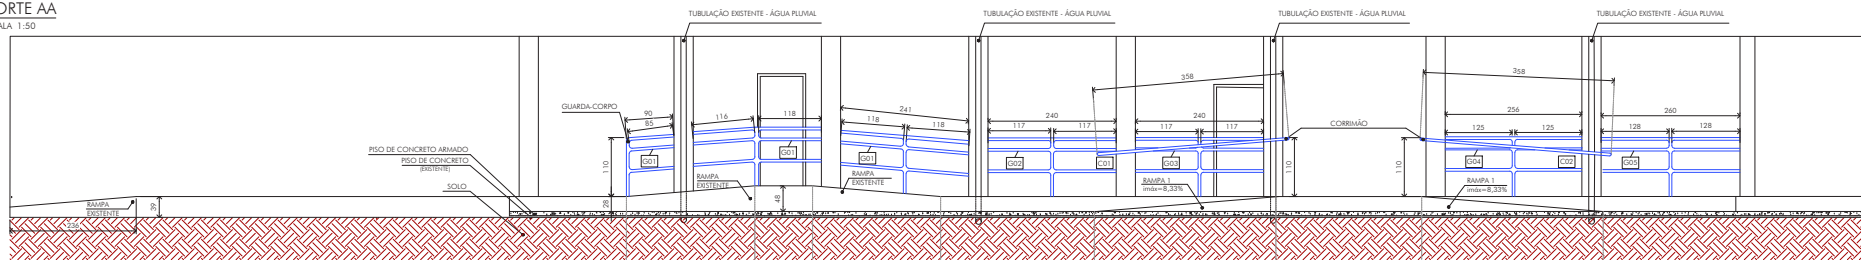 ORTE AA
ALA 1:50
TUBULAÇÃO EXISTENTE - ÁGUA PLUVIAL
TUBULAÇÃO EXISTENTE - ÁGUA PLUVIAL
TUBULAÇÃO EXISTENTE - ÁGUA PLUVIAL
TUBULAÇÃO EXISTENTE - ÁGUA PLUVIAL
358
358
GUARDA-CORPO
90
85
116
118
241
118
118
240
117
117
240
117
117
CORRIMÃO
256
125
125
260
128
128
PISO DE CONCRETO ARMADO
PISO DE CONCRETO
(EXISTENTE)
SOLO
110
G01
G01
G01
G02
C01
G03
110
110
G04
C02
G05
RAMPA
EXISTENTE
RAMPA
EXISTENTE
RAMPA 1
imáx=8,33%
RAMPA 1
imáx=8,33%
RAMPA
EXISTENTE
39
28
48
236